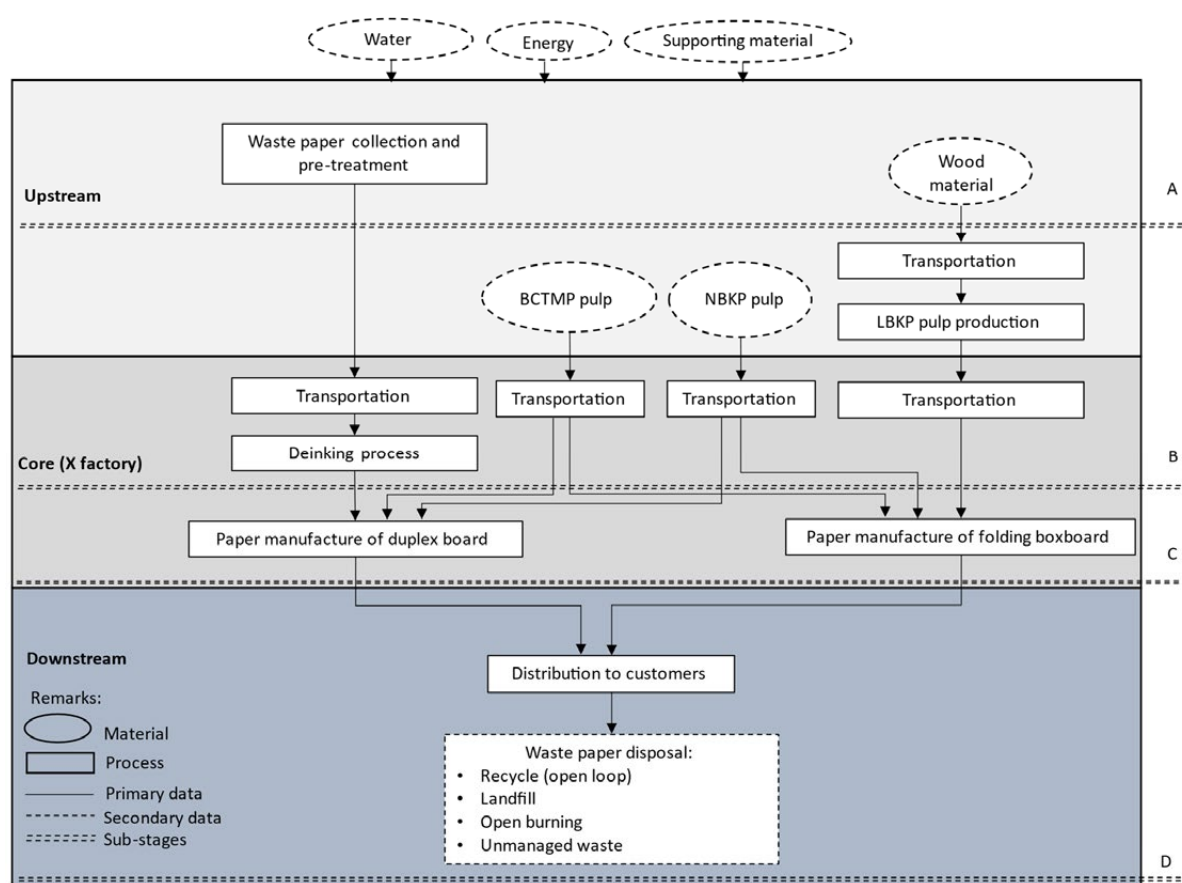 Water
Energy
Supporting material
Waste paper collection and
pre-treatment
Wood
material
Upstream
A
Transportation
BCTMP pulp
NBKP pulp
LBKP pulp production
Transportation
Transportation
Transportation
Transportation
Deinking process
Core (X factory)
B
Paper manufacture of duplex board
Paper manufacture of folding boxboard
C
Downstream
Distribution to customers
Remarks:
Material
Process
Primary data
Secondary data
Sub-stages
Waste paper disposal:
• Recycle (open loop)
• Landfill
• Open burning
• Unmanaged waste
D